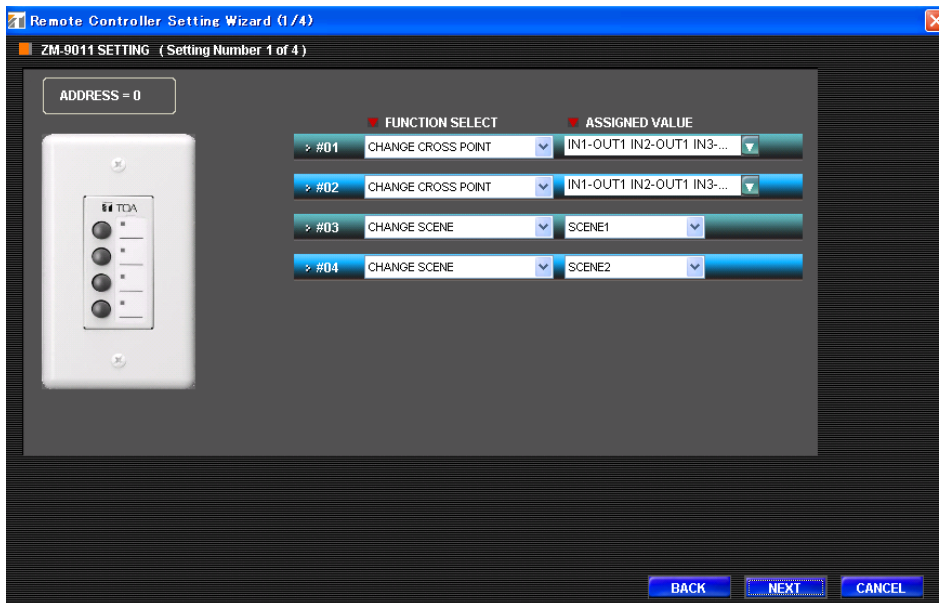 Remote Controller Setting Wizard (1/4)
ZM-9011 SETTING ( Setting Number 1 of 4 )
ADDRESS = 0
FUNCTION SELECT ASSIGNED VALUE
#01 CHANGE CROSS POINT IN1-OUT1 IN2-OUT1 IN3-...
#02 CHANGE CROSS POINT IN1-OUT1 IN2-OUT1 IN3-...
#03 CHANGE SCENE SCENE1
#04 CHANGE SCENE SCENE2
TOA
BACK NEXT CANCEL